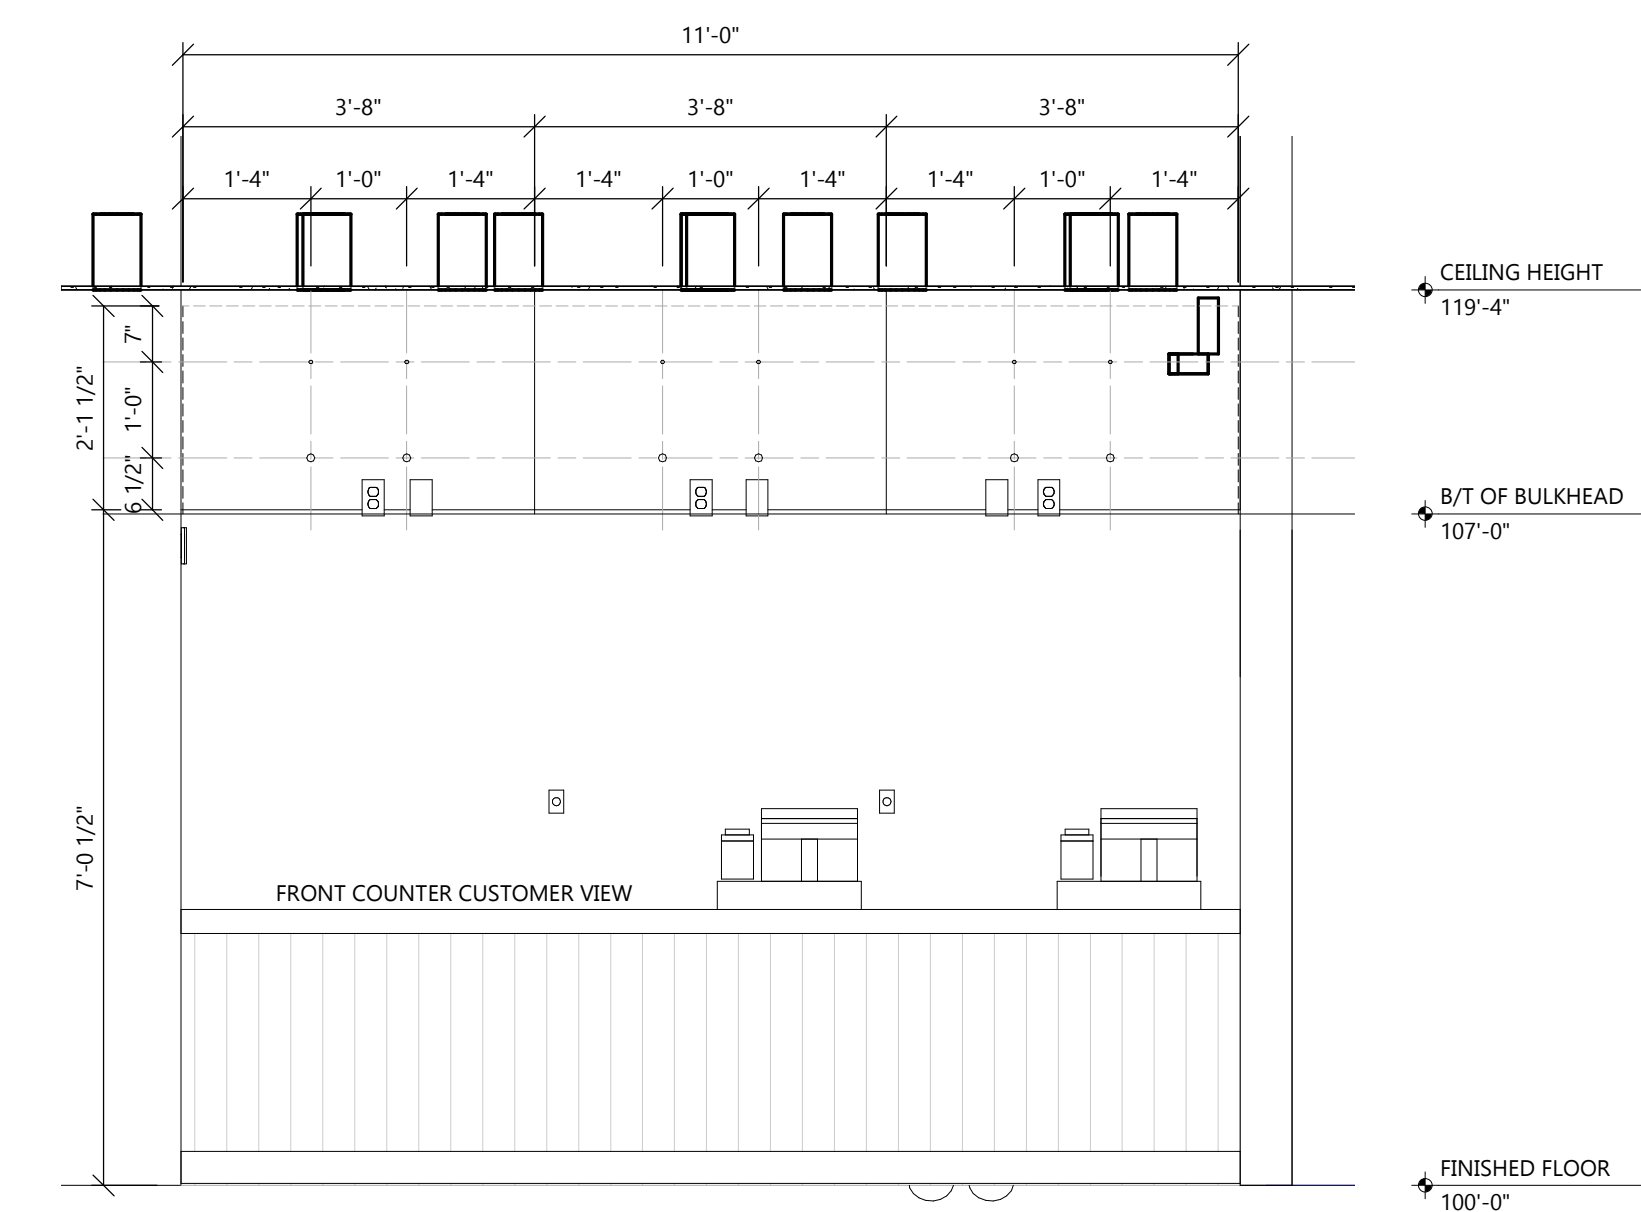 11'-0"
3'-8" 3'-8" 3'-8"
1'-4" 1'-0" 1'-4" 1'-4" 1'-0" 1'-4" 1'-4" 1'-0" 1'-4"
CEILING HEIGHT
119'-4"
7"
2'-1 1/2"
1'-0"
6 1/2"
B/T OF BULKHEAD
107'-0"
7'-0 1/2"
FRONT COUNTER CUSTOMER VIEW
FINISHED FLOOR
100'-0"